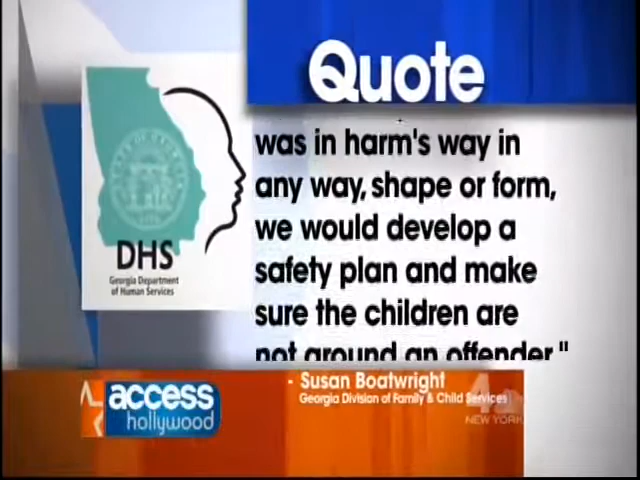 Quote
was in harm's way in
any way, shape or form,
we would develop a
safety plan and make
sure the children are
not around an offender."
DHS
Georgia Department
of Human Services
- Susan Boatwright
Georgia Division of Family & Child Services
access
hollywood
4
NEW YORK